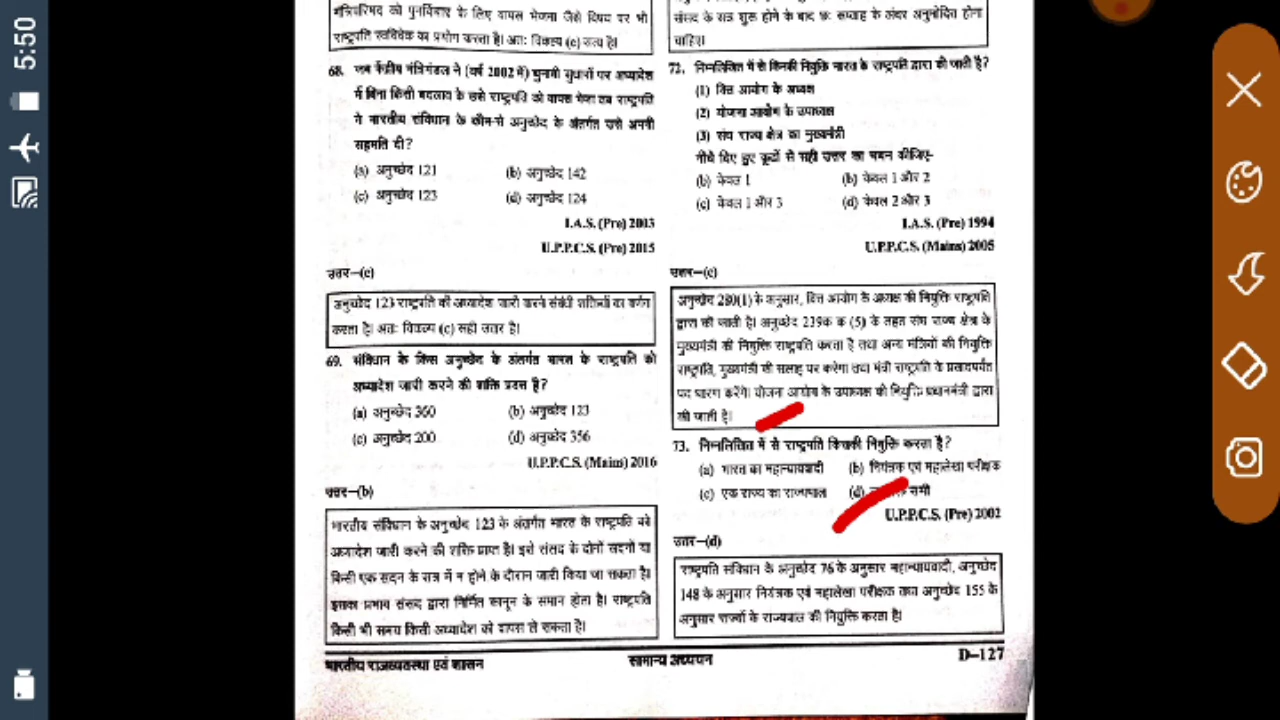 5:50
मंत्रिपरिषद को पुनर्विचार के लिए वापस भेजना जैसे विषय पर भी
राष्ट्रपति स्वविवेक का प्रयोग करता है। अतः विकल्प (c) सत्य है।
68. जब केंद्रीय मंत्रिमंडल ने (वर्ष 2002 में) चुनावी सुधारों पर अध्यादेश
में बिना किसी बदलाव के उसे राष्ट्रपति को वापस भेजा तब राष्ट्रपति
ने भारतीय संविधान के कौन-से अनुच्छेद के अंतर्गत उसे अपनी
सहमति दी?
(a) अनुच्छेद 121 (b) अनुच्छेद 142
(c) अनुच्छेद 123 (d) अनुच्छेद 124
I.A.S. (Pre) 2003
U.P.P.C.S. (Pre) 2015
उत्तर—(c)
अनुच्छेद 123 राष्ट्रपति की अध्यादेश जारी करने संबंधी शक्तियों का वर्णन
करता है। अतः विकल्प (c) सही उत्तर है।
69. संविधान के किस अनुच्छेद के अंतर्गत भारत के राष्ट्रपति को
अध्यादेश जारी करने की शक्ति प्रदत्त है?
(a) अनुच्छेद 360 (b) अनुच्छेद 123
(c) अनुच्छेद 200 (d) अनुच्छेद 356
U.P.P.C.S. (Mains) 2016
उत्तर—(b)
भारतीय संविधान के अनुच्छेद 123 के अंतर्गत भारत के राष्ट्रपति को
अध्यादेश जारी करने की शक्ति प्राप्त है। इसे संसद के दोनों सदनों या
किसी एक सदन के सत्र में न होने के दौरान जारी किया जा सकता है।
इसका प्रभाव संसद द्वारा निर्मित कानून के समान होता है। राष्ट्रपति
किसी भी समय किसी अध्यादेश को वापस ले सकता है।
संसद के सत्र शुरू होने के बाद छः सप्ताह के अंदर अनुमोदित होना
चाहिए।
72. निम्नलिखित में से किनकी नियुक्ति भारत के राष्ट्रपति द्वारा की जाती है?
(1) वित्त आयोग के अध्यक्ष
(2) योजना आयोग के उपाध्यक्ष
(3) संघ राज्य क्षेत्र का मुख्यमंत्री
नीचे दिए हुए कूटों से सही उत्तर का चयन कीजिए-
(b) केवल 1 (b) केवल 1 और 2
(c) केवल 1 और 3 (d) केवल 2 और 3
I.A.S. (Pre) 1994
U.P.P.C.S. (Mains) 2005
उत्तर—(c)
अनुच्छेद 280(1) के अनुसार, वित्त आयोग के अध्यक्ष की नियुक्ति राष्ट्रपति
द्वारा की जाती है। अनुच्छेद 239क क (5) के तहत संघ राज्य क्षेत्र के
मुख्यमंत्री की नियुक्ति राष्ट्रपति करता है तथा अन्य मंत्रियों की नियुक्ति
राष्ट्रपति, मुख्यमंत्री की सलाह पर करेगा तथा मंत्री राष्ट्रपति के प्रसादपर्यंत
पद धारण करेंगे। योजना आयोग के उपाध्यक्ष की नियुक्ति प्रधानमंत्री द्वारा
की जाती है।
73. निम्नलिखित में से राष्ट्रपति किसकी नियुक्ति करता है?
(a) भारत का महान्यायवादी (b) नियंत्रक एवं महालेखा परीक्षक
(c) एक राज्य का राज्यपाल (d) सभी
U.P.P.C.S. (Pre) 2002
उत्तर—(d)
राष्ट्रपति संविधान के अनुच्छेद 76 के अनुसार महान्यायवादी, अनुच्छेद
148 के अनुसार नियंत्रक एवं महालेखा परीक्षक तथा अनुच्छेद 155 के
अनुसार राज्यों के राज्यपाल की नियुक्ति करता है।
भारतीय राजव्यवस्था एवं शासन सामान्य अध्ययन D–127